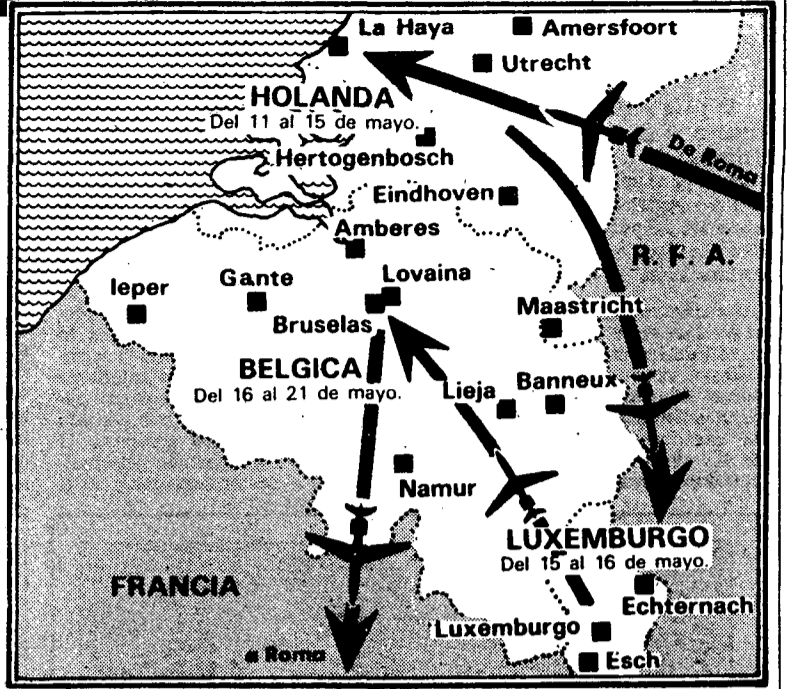 La Haya
Amersfoort
Utrecht
HOLANDA
Del 11 al 15 de mayo.
De Roma
Hertogenbosch
Eindhoven
Amberes
R. F. A.
Ieper
Gante
Lovaina
Bruselas
Maastricht
BELGICA
Del 16 al 21 de mayo.
Lieja
Banneux
Namur
LUXEMBURGO
Del 15 al 16 de mayo.
FRANCIA
Echternach
Luxemburgo
a Roma
Esch